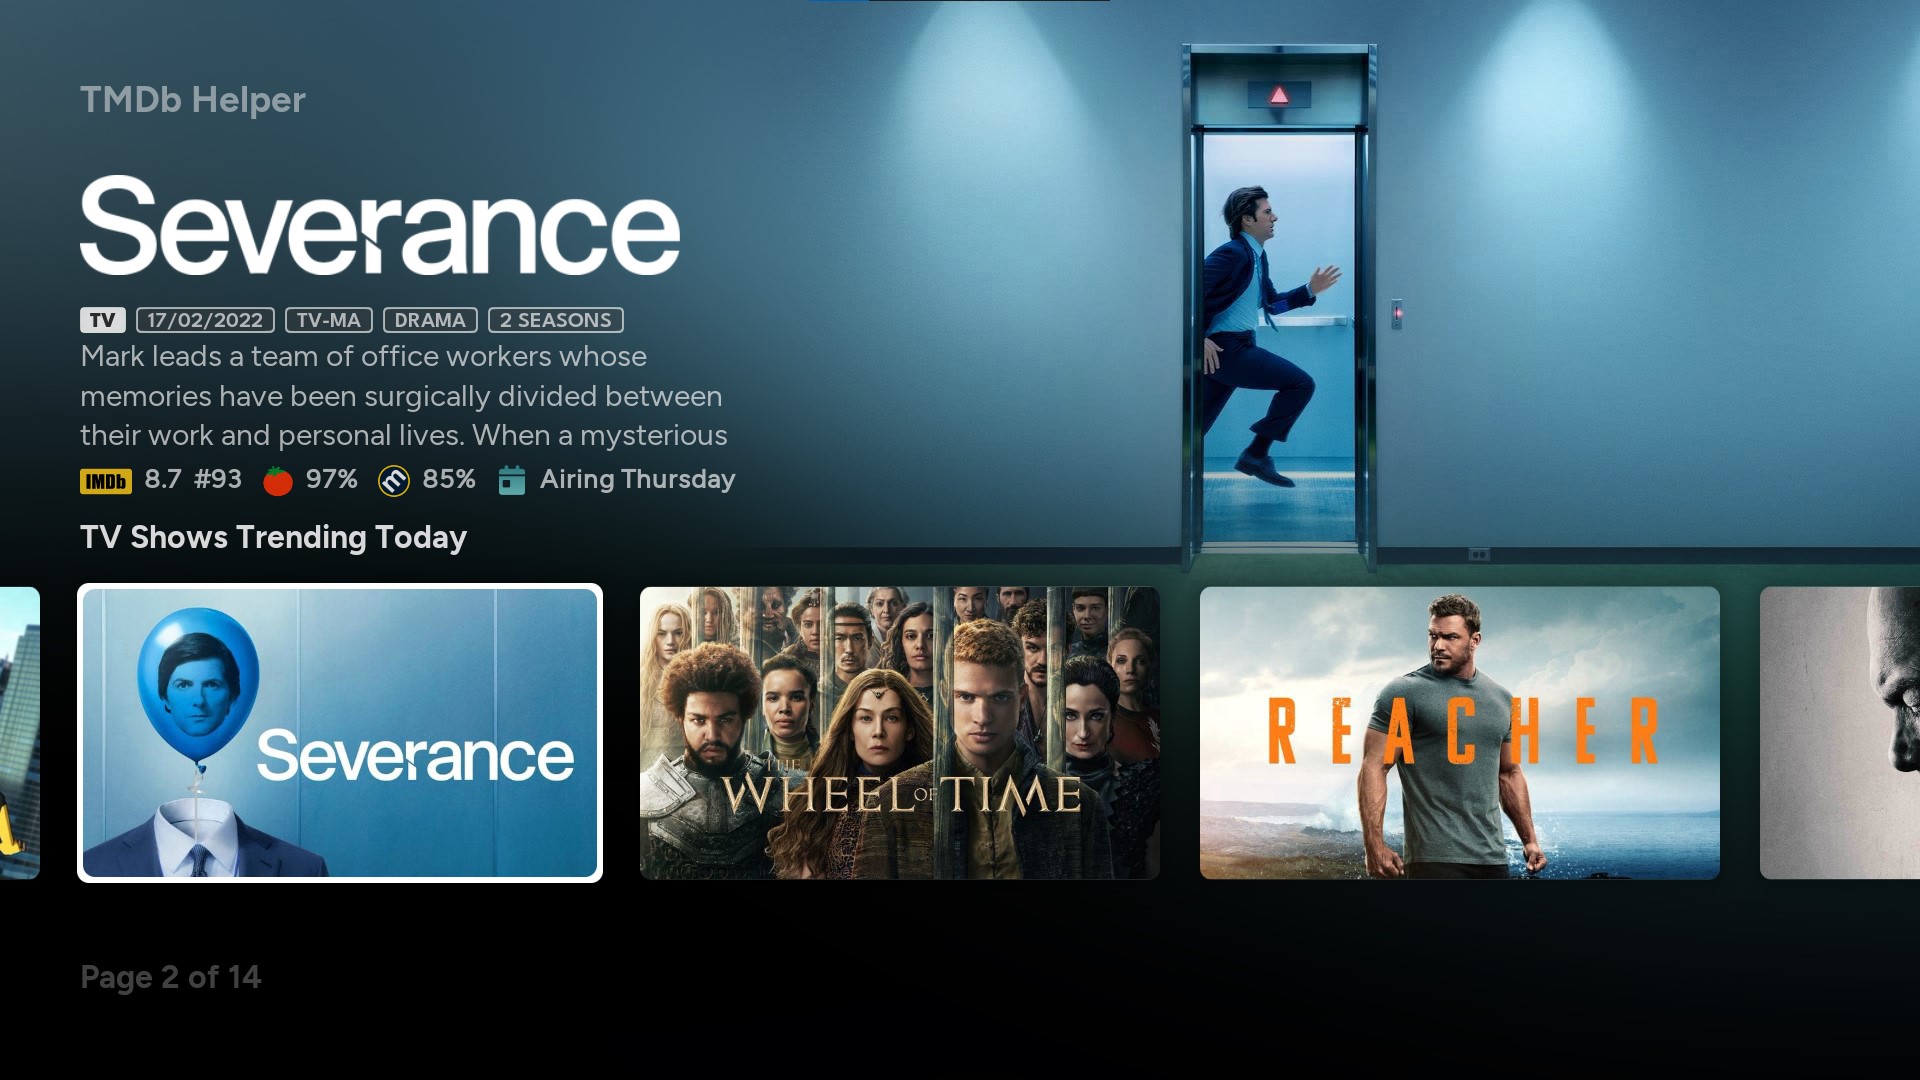 TMDb Helper
Severance
TV 17/02/2022 TV-MA DRAMA 2 SEASONS
Mark leads a team of office workers whose
memories have been surgically divided between
their work and personal lives. When a mysterious
IMDb 8.7 #93 97% m 85% Airing Thursday
TV Shows Trending Today
Severance
THE
WHEEL OF TIME
REACHER
Page 2 of 14